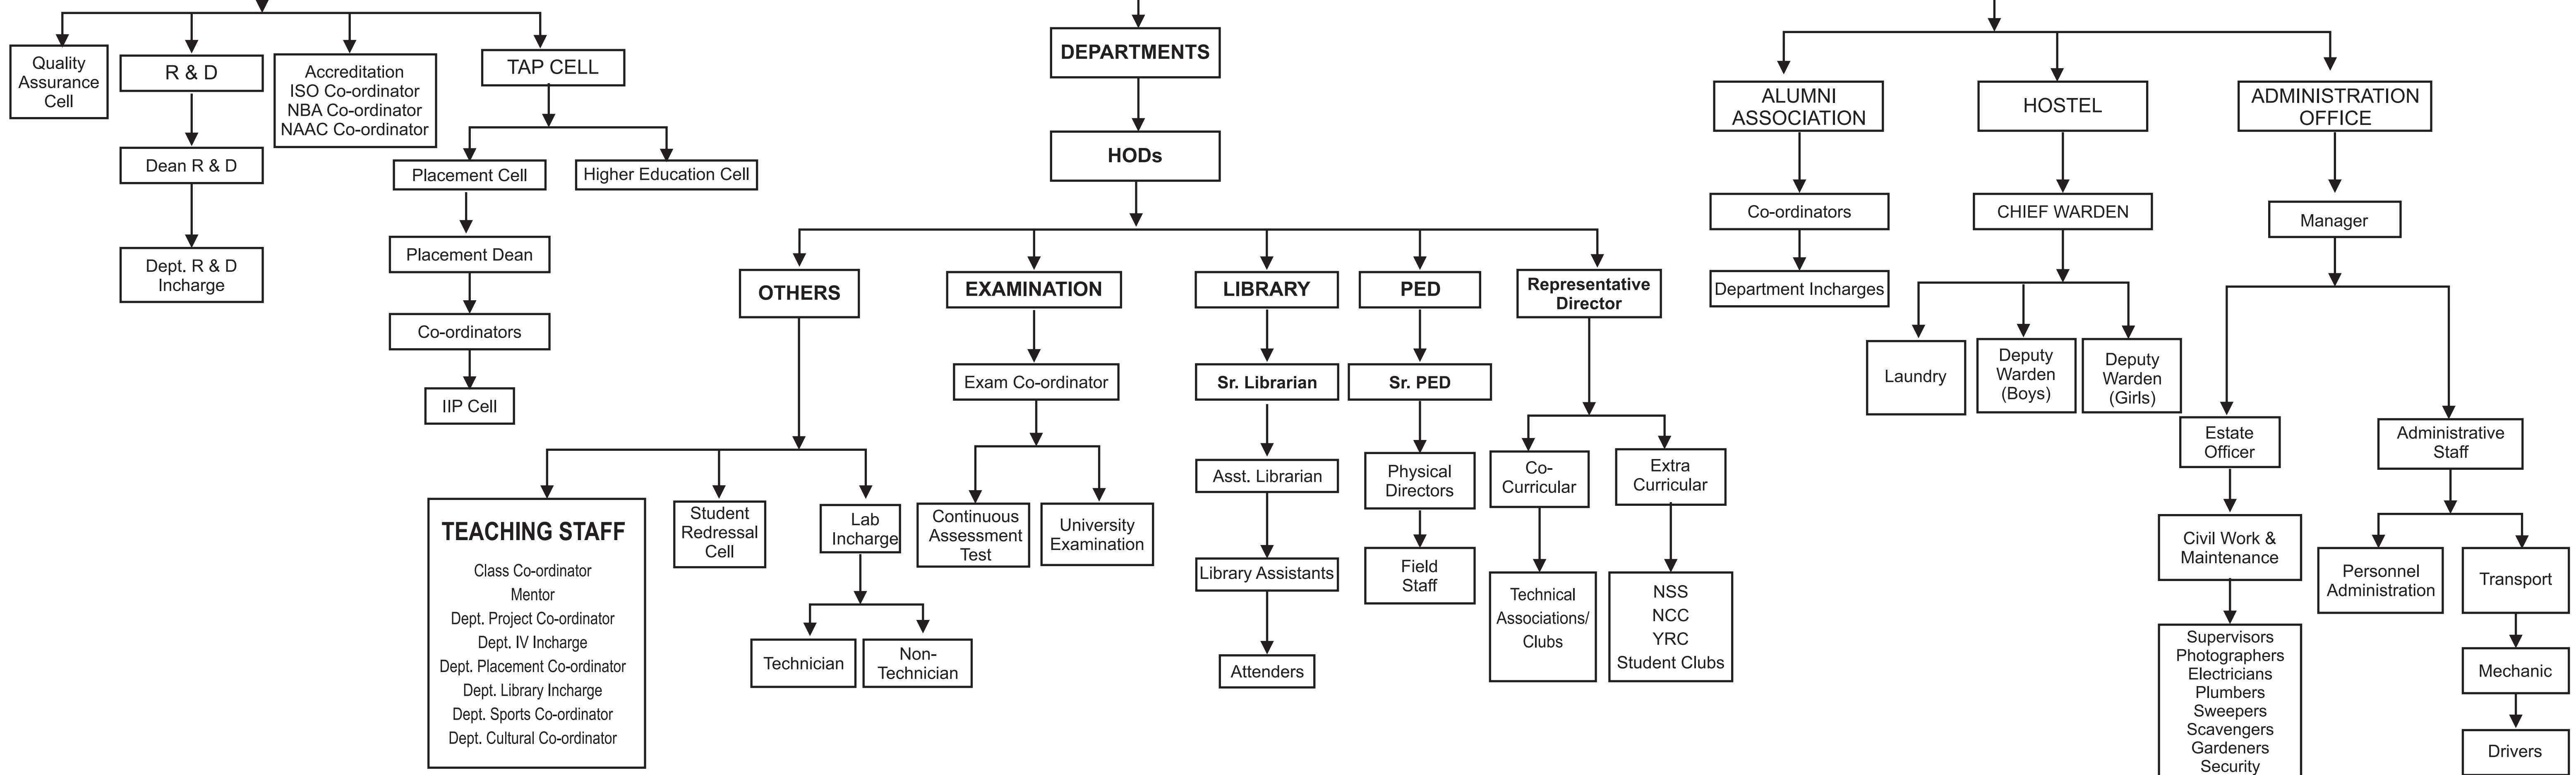 Quality
Assurance
Cell
R & D
Dean R & D
Dept. R & D
Incharge
Accreditation
ISO Co-ordinator
NBA Co-ordinator
NAAC Co-ordinator
TAP CELL
Placement Cell
Higher Education Cell
Placement Dean
Co-ordinators
IIP Cell
DEPARTMENTS
HODs
OTHERS
TEACHING STAFF
Class Co-ordinator
Mentor
Dept. Project Co-ordinator
Dept. IV Incharge
Dept. Placement Co-ordinator
Dept. Library Incharge
Dept. Sports Co-ordinator
Dept. Cultural Co-ordinator
Student
Redressal
Cell
Lab
Incharge
Technician
Non-
Technician
EXAMINATION
Exam Co-ordinator
Continuous
Assessment
Test
University
Examination
LIBRARY
Sr. Librarian
Asst. Librarian
Library Assistants
Attenders
PED
Sr. PED
Physical
Directors
Field
Staff
Representative
Director
Co-
Curricular
Technical
Associations/
Clubs
Extra
Curricular
NSS
NCC
YRC
Student Clubs
ALUMNI
ASSOCIATION
Co-ordinators
Department Incharges
HOSTEL
CHIEF WARDEN
Laundry
Deputy
Warden
(Boys)
Deputy
Warden
(Girls)
ADMINISTRATION
OFFICE
Manager
Estate
Officer
Civil Work &
Maintenance
Supervisors
Photographers
Electricians
Plumbers
Sweepers
Scavengers
Gardeners
Security
Administrative
Staff
Personnel
Administration
Transport
Mechanic
Drivers